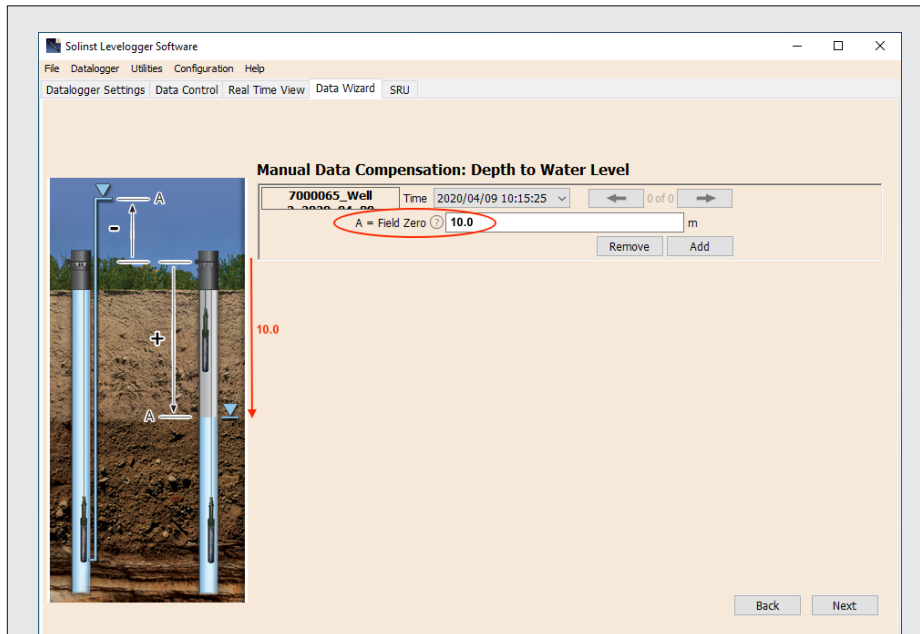 Solinst Levelogger Software
File Datalogger Utilities Configuration Help
Datalogger Settings Data Control Real Time View Data Wizard SRU
Manual Data Compensation: Depth to Water Level
7000065_Well Time 2020/04/09 10:15:25 0 of 0
A = Field Zero ? 10.0 m
Remove Add
A
-
+
10.0
A
Back Next